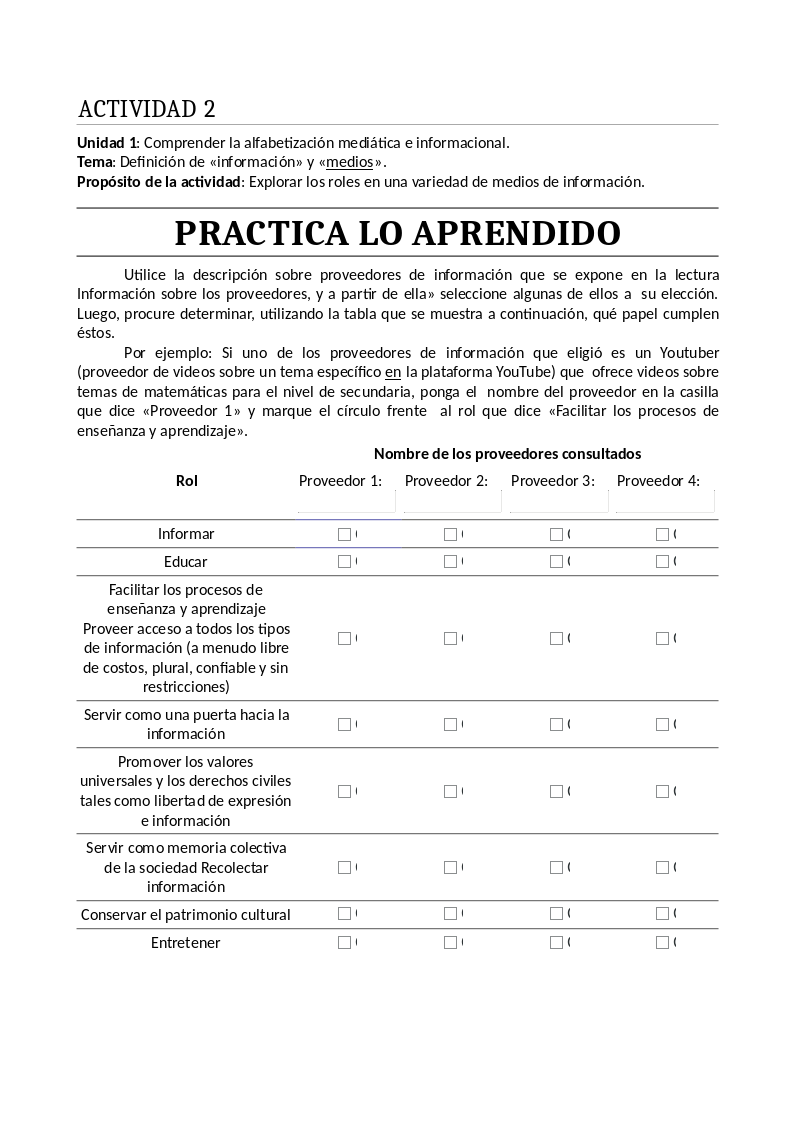 ACTIVIDAD 2
Unidad 1: Comprender la alfabetización mediática e informacional.
Tema: Definición de «información» y «medios».
Propósito de la actividad: Explorar los roles en una variedad de medios de información.
PRACTICA LO APRENDIDO
Utilice la descripción sobre proveedores de información que se expone en la lectura
Información sobre los proveedores, y a partir de ella» seleccione algunas de ellos a su elección.
Luego, procure determinar, utilizando la tabla que se muestra a continuación, qué papel cumplen
éstos.
Por ejemplo: Si uno de los proveedores de información que eligió es un Youtuber
(proveedor de videos sobre un tema específico en la plataforma YouTube) que ofrece videos sobre
temas de matemáticas para el nivel de secundaria, ponga el nombre del proveedor en la casilla
que dice «Proveedor 1» y marque el círculo frente al rol que dice «Facilitar los procesos de
enseñanza y aprendizaje».
Nombre de los proveedores consultados
Rol Proveedor 1: Proveedor 2: Proveedor 3: Proveedor 4:
Informar
Educar
Facilitar los procesos de
enseñanza y aprendizaje
Proveer acceso a todos los tipos
de información (a menudo libre
de costos, plural, confiable y sin
restricciones)
Servir como una puerta hacia la
información
Promover los valores
universales y los derechos civiles
tales como libertad de expresión
e información
Servir como memoria colectiva
de la sociedad Recolectar
información
Conservar el patrimonio cultural
Entretener